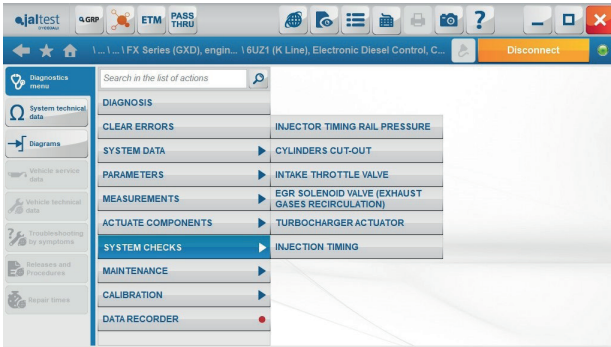 jaltest
GRP
ETM
PASS
THRU
?
\ ... \ ... \ FX Series (GXD), engin... \ 6UZ1 (K Line), Electronic Diesel Control, C...
Disconnect
Diagnostics
menu
System technical
data
Diagrams
Vehicle service
data
Vehicle technical
data
Troubleshooting
by symptoms
Releases and
Procedures
Repair times
Search in the list of actions
DIAGNOSIS
CLEAR ERRORS
SYSTEM DATA
PARAMETERS
MEASUREMENTS
ACTUATE COMPONENTS
SYSTEM CHECKS
MAINTENANCE
CALIBRATION
DATA RECORDER
INJECTOR TIMING RAIL PRESSURE
CYLINDERS CUT-OUT
INTAKE THROTTLE VALVE
EGR SOLENOID VALVE (EXHAUST
GASES RECIRCULATION)
TURBOCHARGER ACTUATOR
INJECTION TIMING